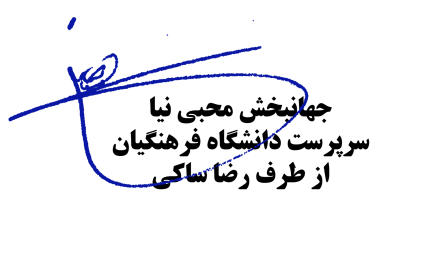 جهانبخش محبی نیا
سرپرست دانشگاه فرهنگیان
از طرف رضا ساکی